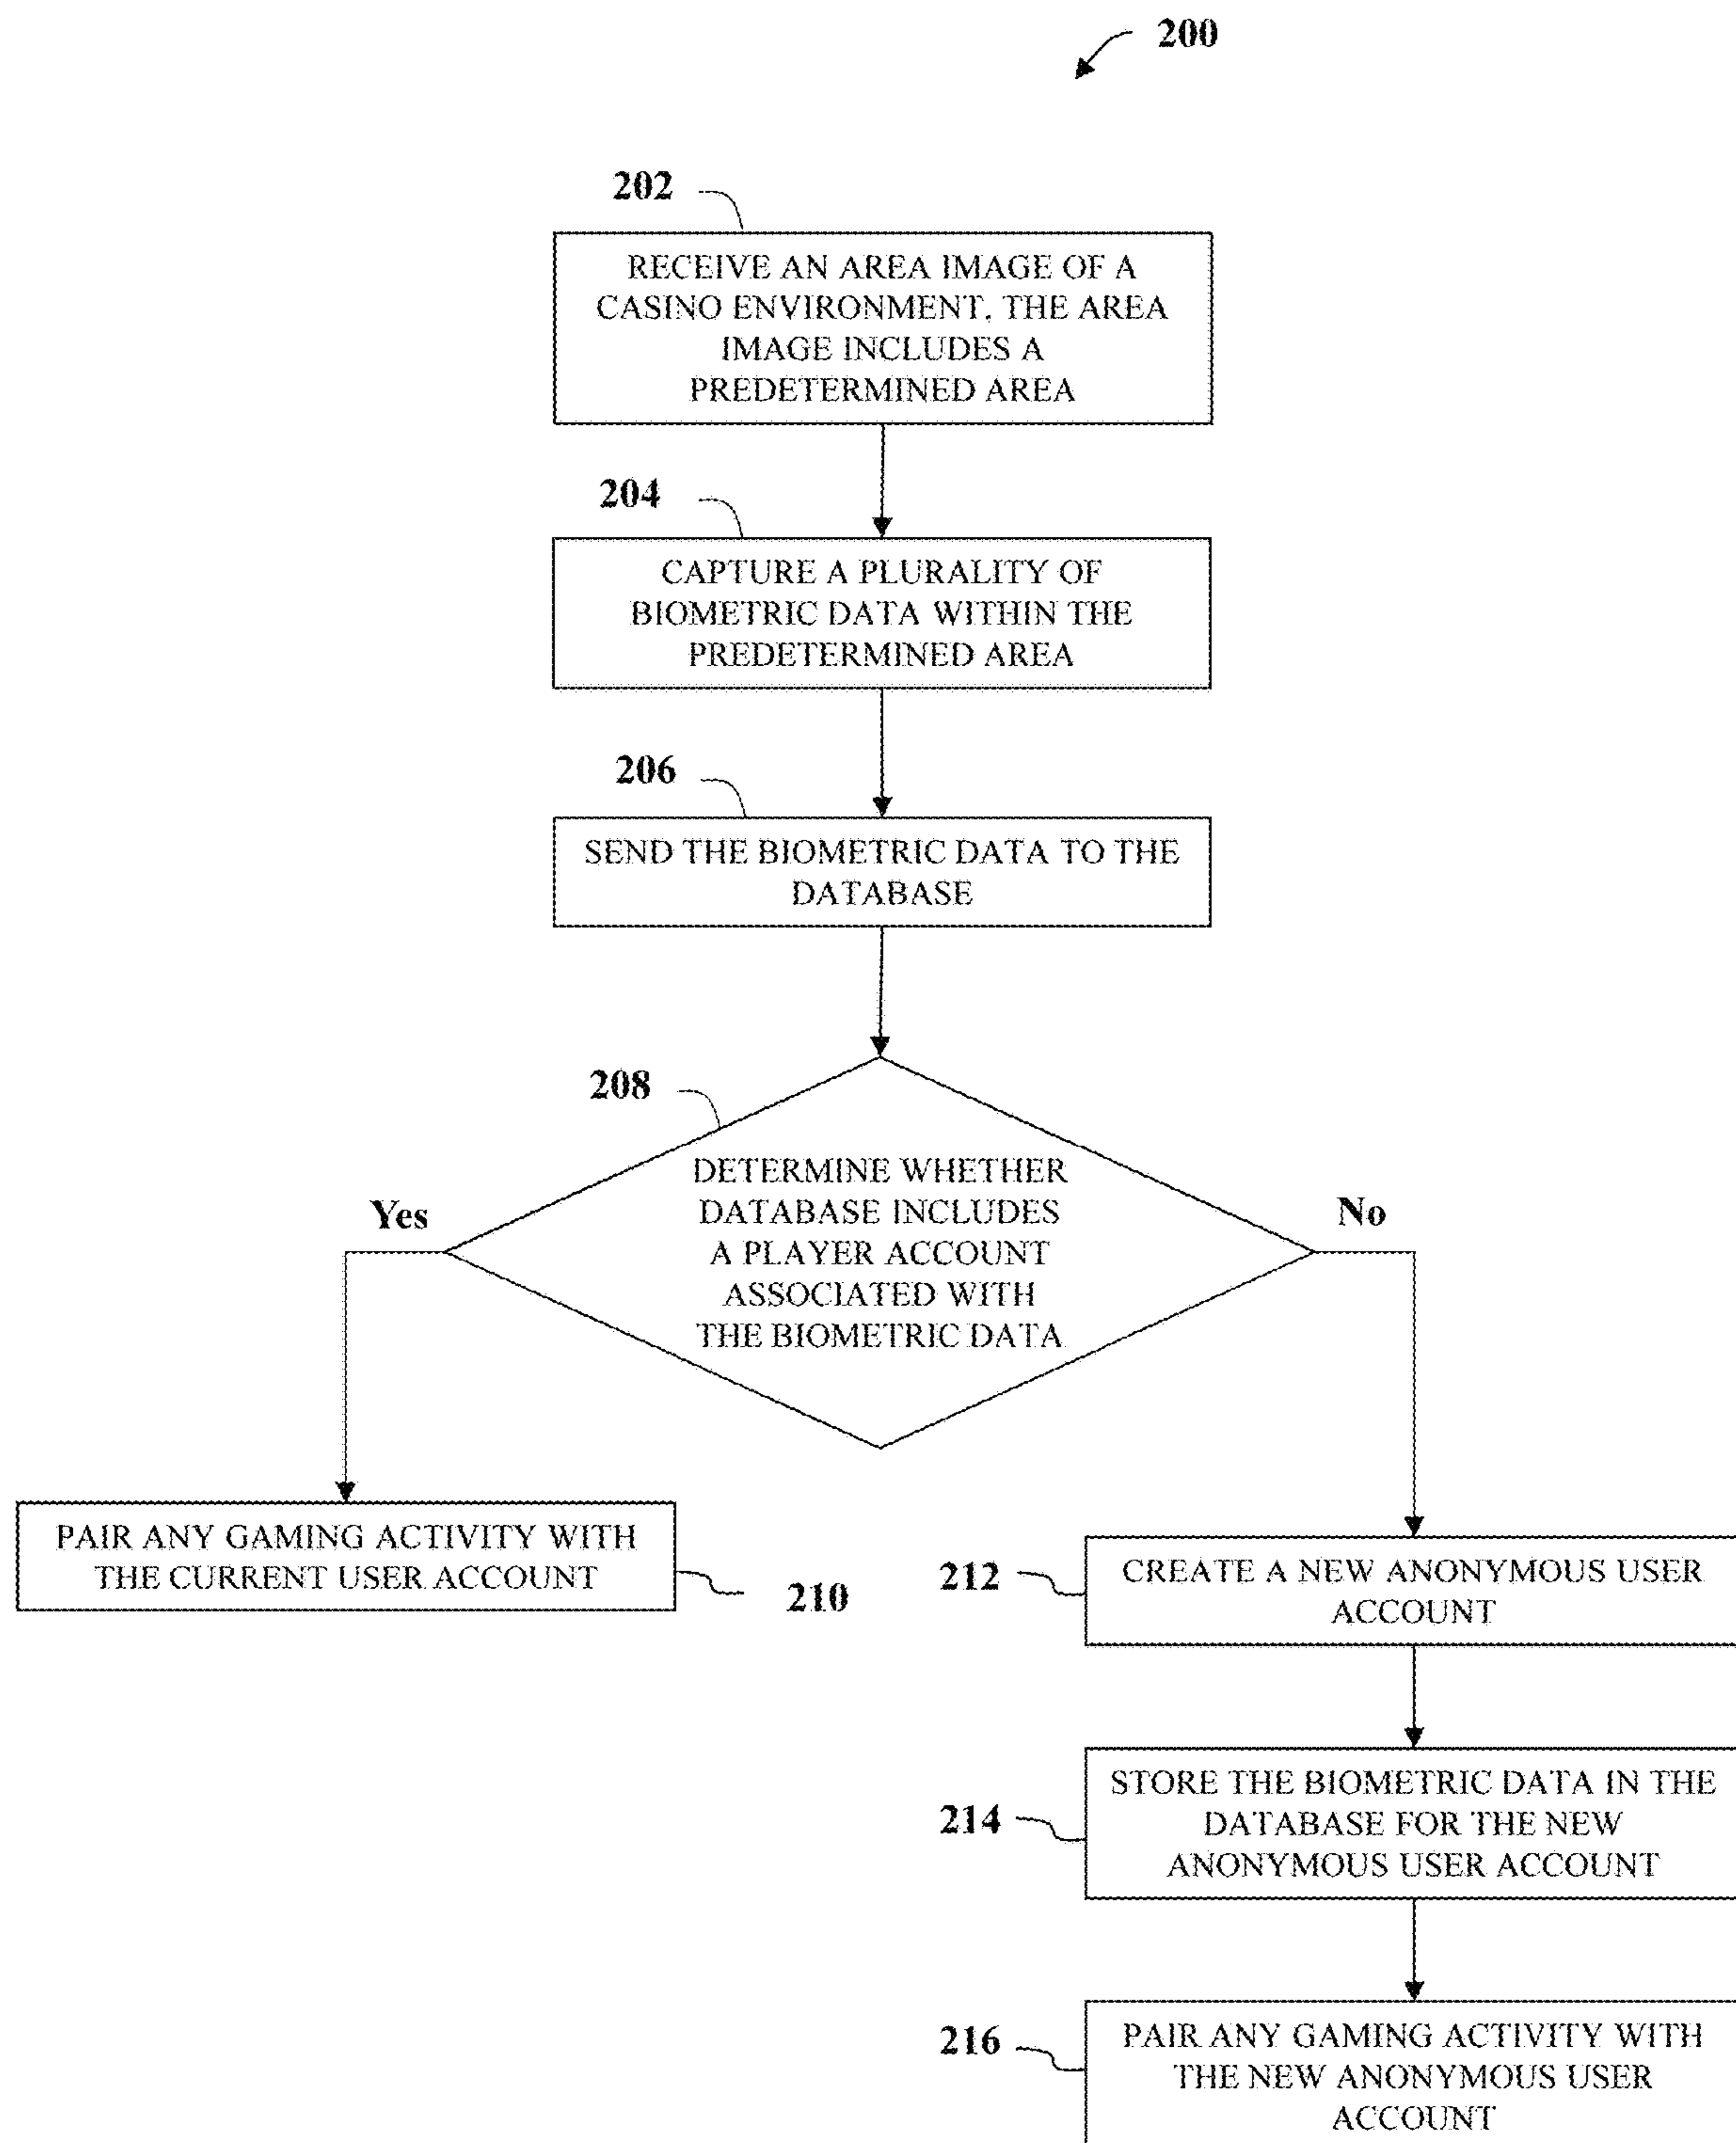 200
202
RECEIVE AN AREA IMAGE OF A
CASINO ENVIRONMENT, THE AREA
IMAGE INCLUDES A
PREDETERMINED AREA
204
CAPTURE A PLURALITY OF
BIOMETRIC DATA WITHIN THE
PREDETERMINED AREA
206
SEND THE BIOMETRIC DATA TO THE
DATABASE
208
DETERMINE WHETHER
DATABASE INCLUDES
A PLAYER ACCOUNT
ASSOCIATED WITH
THE BIOMETRIC DATA
Yes
No
PAIR ANY GAMING ACTIVITY WITH
THE CURRENT USER ACCOUNT
210
212
CREATE A NEW ANONYMOUS USER
ACCOUNT
214
STORE THE BIOMETRIC DATA IN THE
DATABASE FOR THE NEW
ANONYMOUS USER ACCOUNT
216
PAIR ANY GAMING ACTIVITY WITH
THE NEW ANONYMOUS USER
ACCOUNT